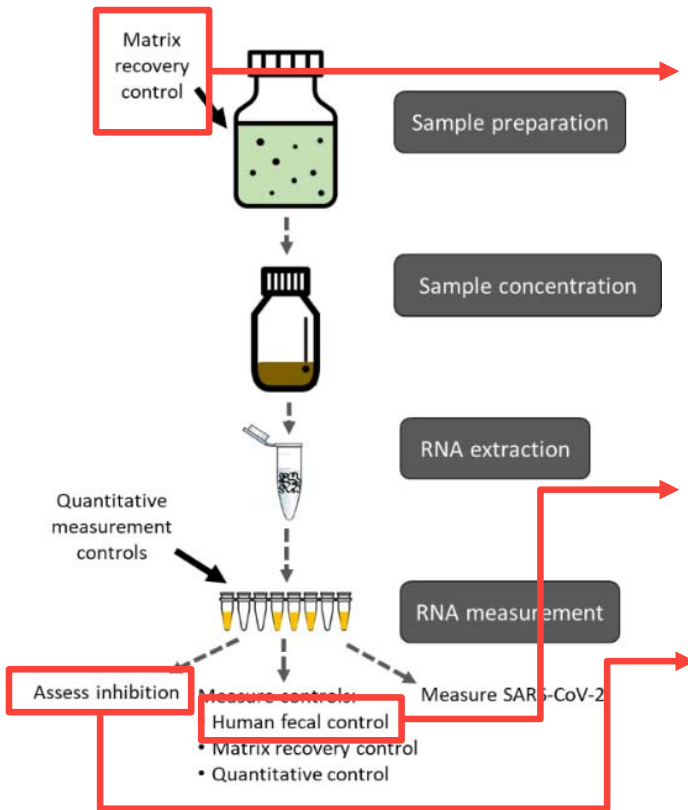 Matrix
recovery
control
Sample preparation
Sample concentration
RNA extraction
Quantitative
measurement
controls
RNA measurement
Assess inhibition
Measure controls:
• Human fecal control
• Matrix recovery control
• Quantitative control
Measure SARS-CoV-2